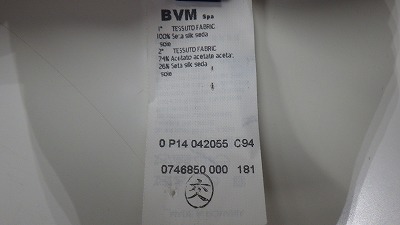 BVM Spa
1° TESSUTO FABRIC
100% Seta silk seda
soie
2° TESSUTO FABRIC
74% Acetato acetate acetat
26% Seta silk seda
soie
0 P14 042055 C94
0746850 000 181